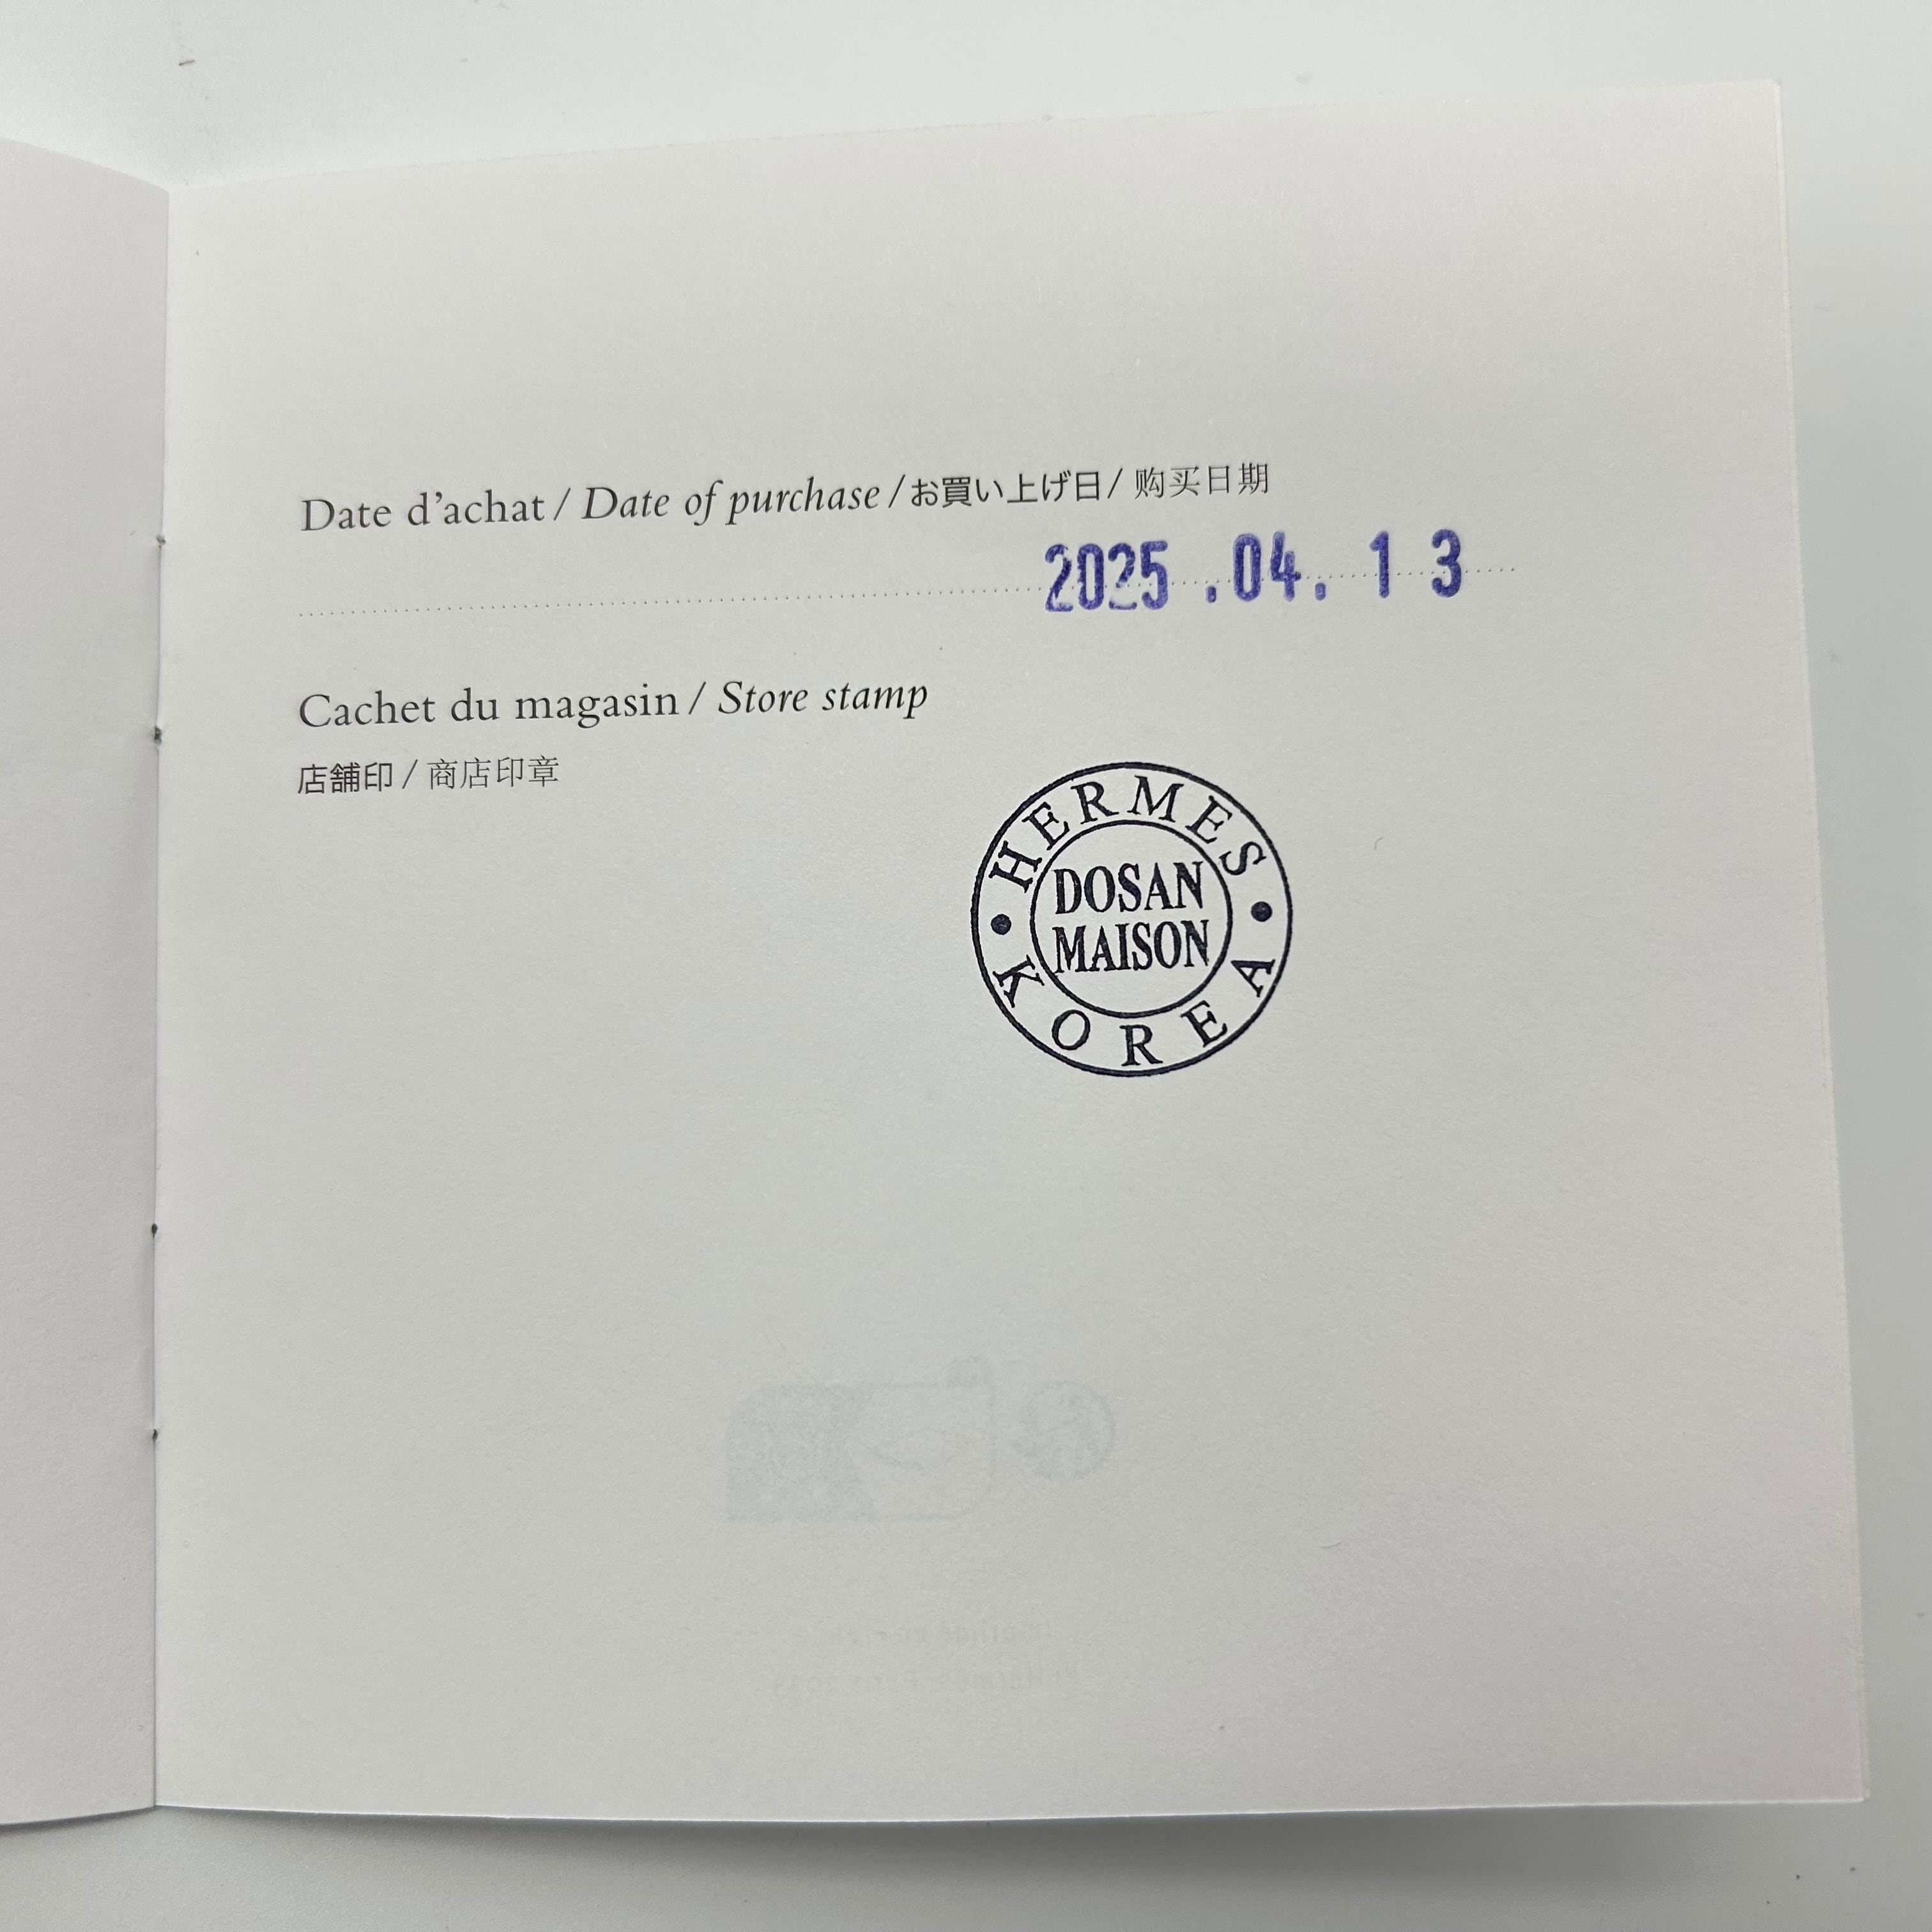 Date d'achat / Date of purchase / お買い上げ日 / 购买日期
2025 .04. 1 3
Cachet du magasin / Store stamp
店舗印 / 商店印章
HERMES
DOSAN
MAISON
KOREA